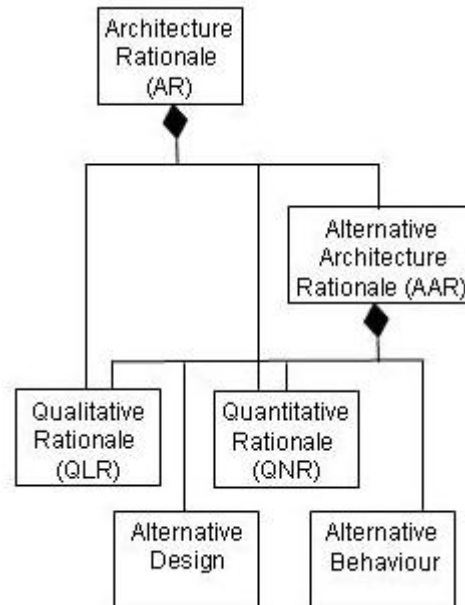 Architecture
Rationale
(AR)
Alternative
Architecture
Rationale (AAR)
Qualitative
Rationale
(QLR)
Quantitative
Rationale
(QNR)
Alternative
Design
Alternative
Behaviour